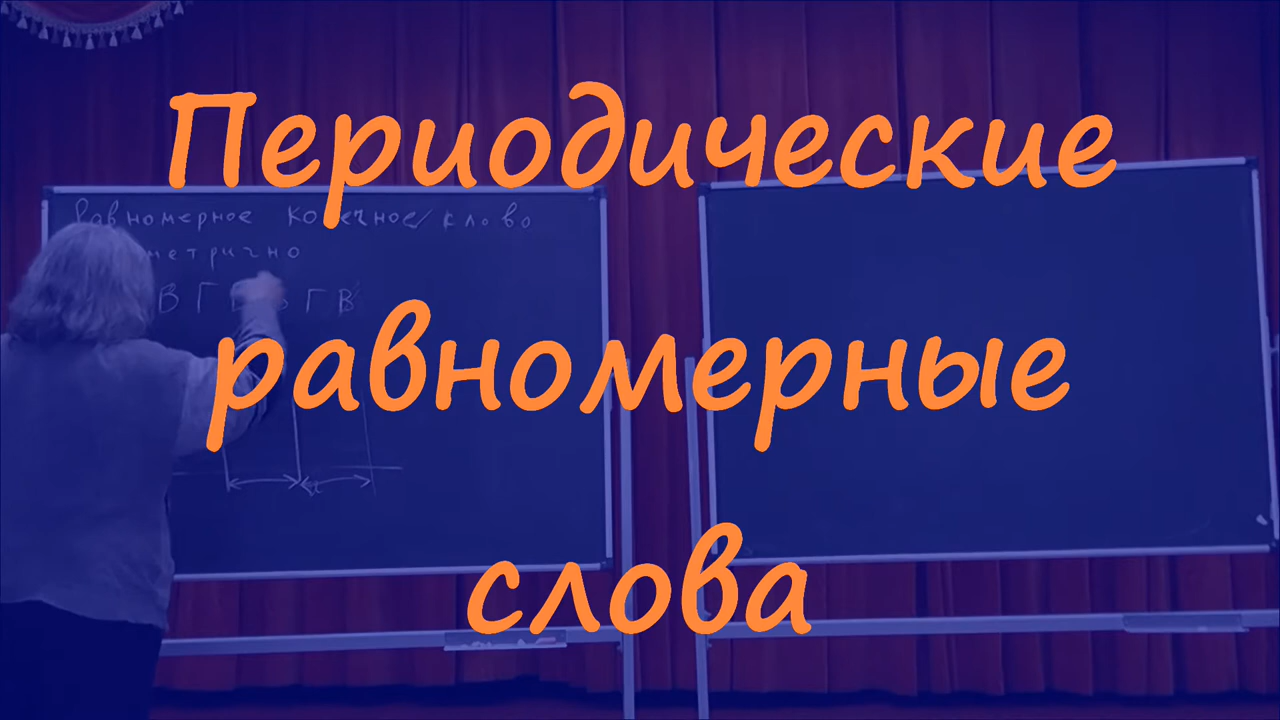 Периодические
равномерные
слова
Равномерное конечное слово
метрично
В Г В Г В